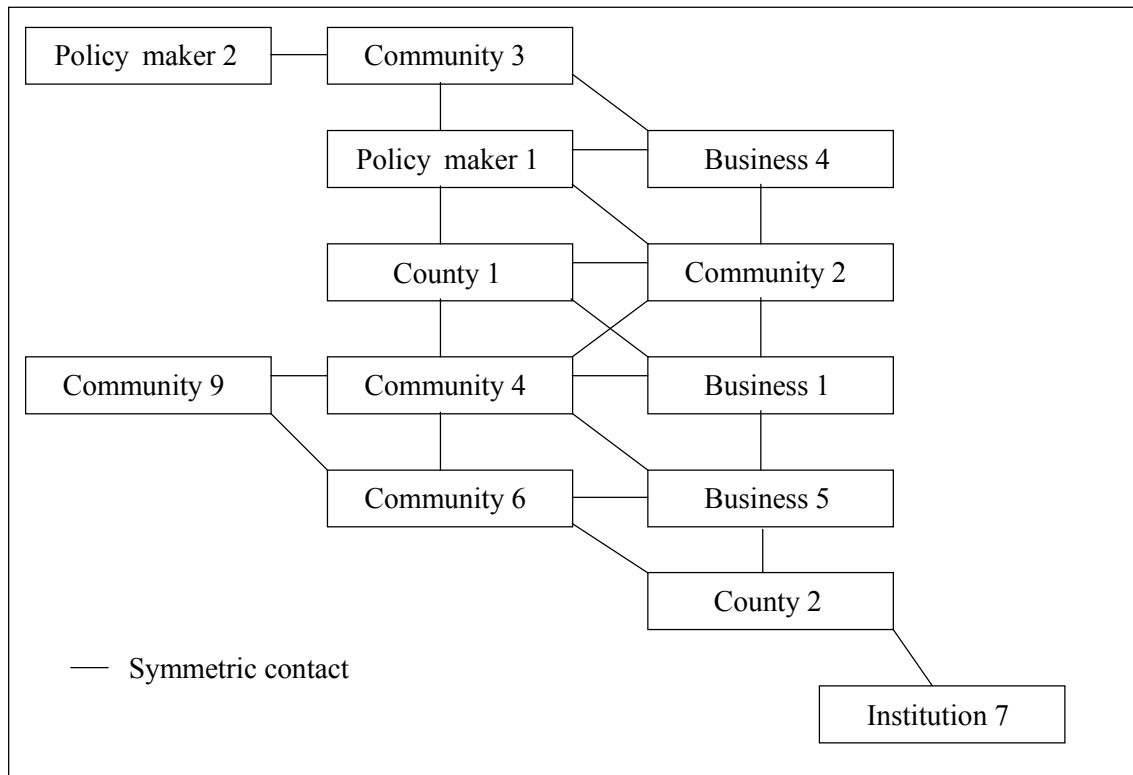 Policy maker 2
Community 3
Policy maker 1
Business 4
County 1
Community 2
Community 9
Community 4
Business 1
Community 6
Business 5
County 2
Symmetric contact
Institution 7